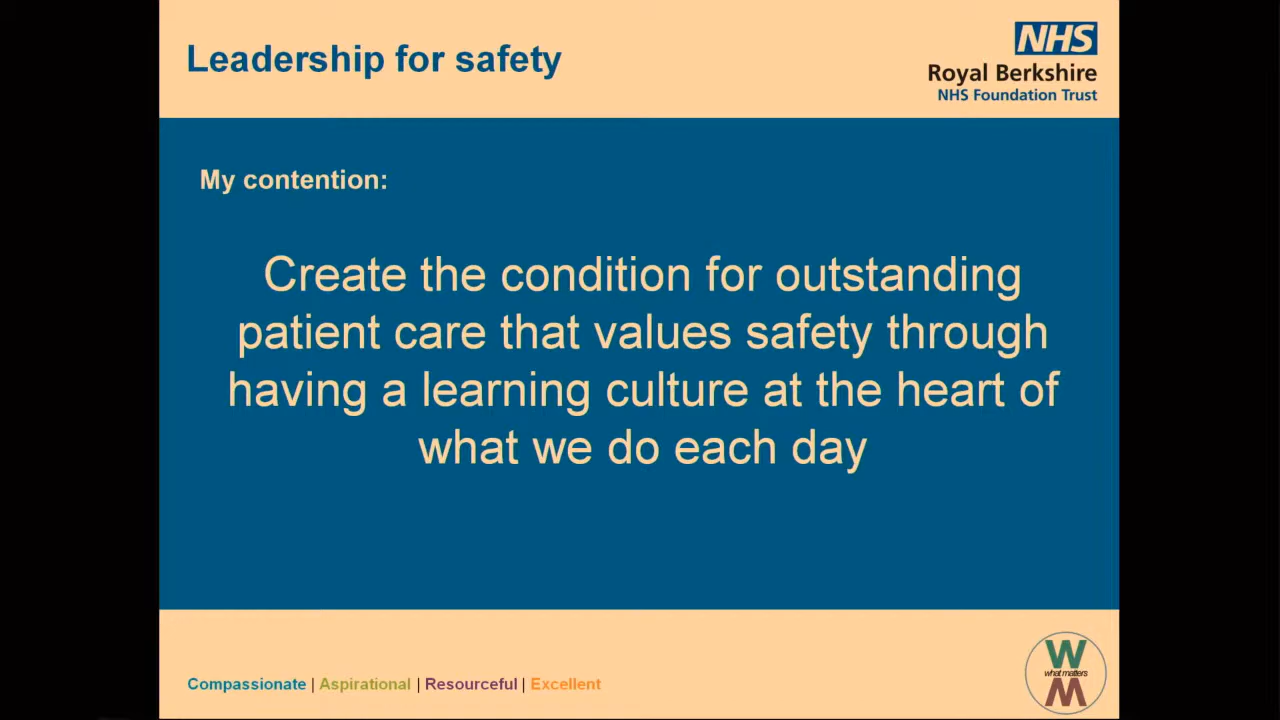 Leadership for safety
NHS
Royal Berkshire
NHS Foundation Trust
My contention:
Create the condition for outstanding
patient care that values safety through
having a learning culture at the heart of
what we do each day
Compassionate | Aspirational | Resourceful | Excellent
W
what matters
M